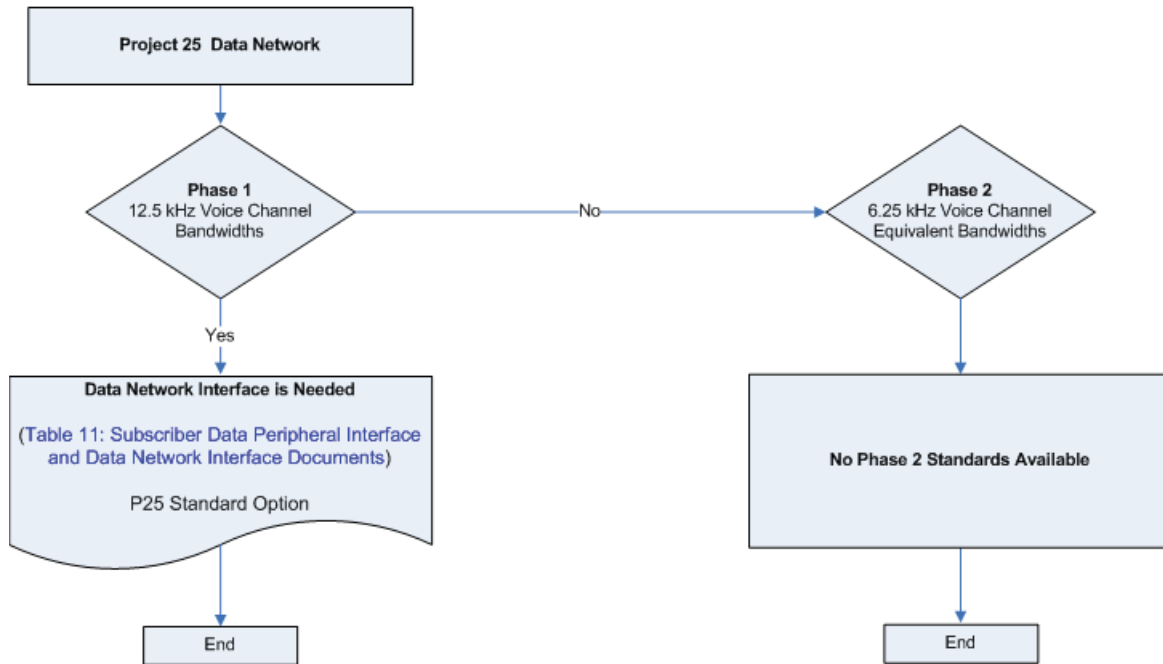 Project 25 Data Network
Phase 1
12.5 kHz Voice Channel
Bandwidths
No
Phase 2
6.25 kHz Voice Channel
Equivalent Bandwidths
Yes
Data Network Interface is Needed
(Table 11: Subscriber Data Peripheral Interface
and Data Network Interface Documents)
P25 Standard Option
No Phase 2 Standards Available
End
End